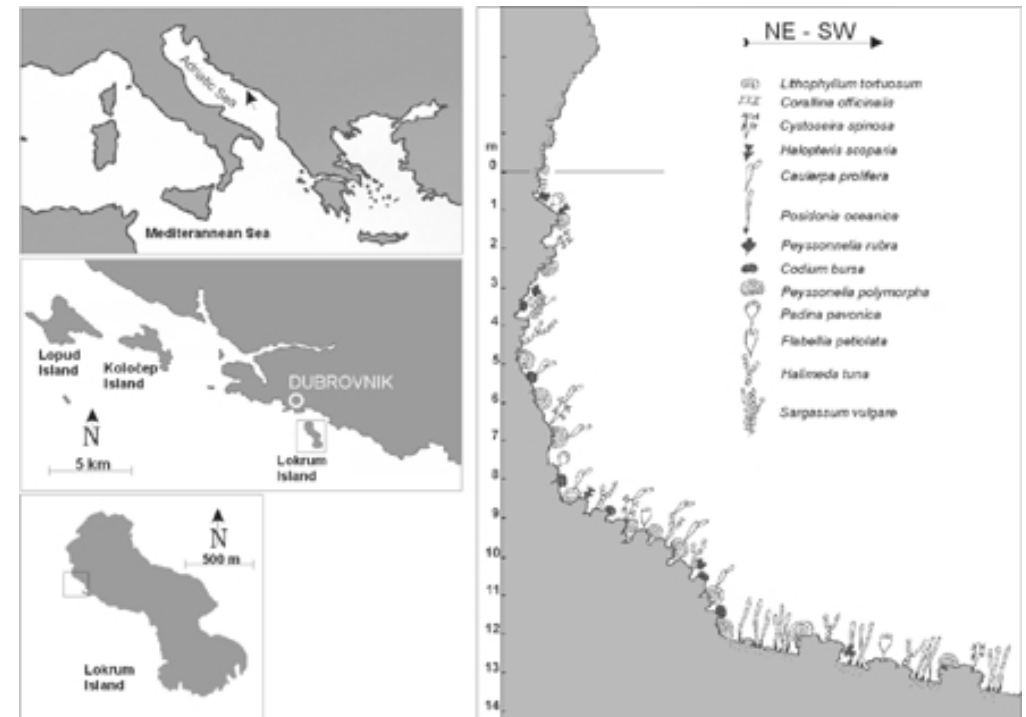 Adriatic Sea
Mediterannean Sea
Lopud
Island
Koločep
Island
DUBROVNIK
N
5 km
Lokrum
Island
N
500 m
Lokrum
Island
NE - SW
Lithophyllum tortuosum
Corallina officinalis
Cystoseira spinosa
Halopteris scoparia
Caulerpa prolifera
Posidonia oceanica
Peyssonnelia rubra
Codium bursa
Peyssonella polymorpha
Padina pavonica
Flabellia petiolata
Halimeda tuna
Sargassum vulgare
m
0
1
2
3
4
5
6
7
8
9
10
11
12
13
14